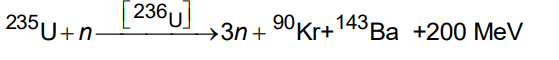 ²³⁵U+n —[²³⁶U]→ 3n + ⁹⁰Kr+¹⁴³Ba +200 MeV